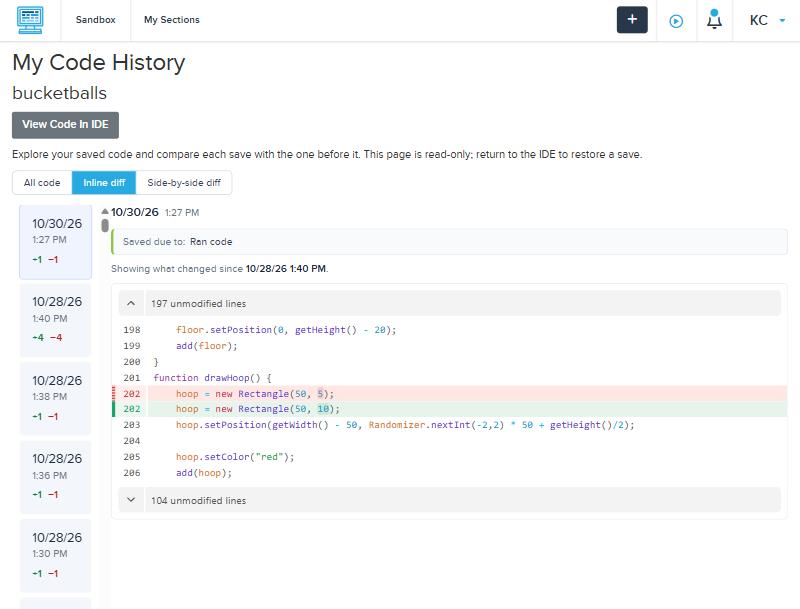 Sandbox My Sections + KC
My Code History
bucketballs
View Code In IDE
Explore your saved code and compare each save with the one before it. This page is read-only; return to the IDE to restore a save.
All code Inline diff Side-by-side diff
10/30/26
1:27 PM
+1 −1
10/28/26
1:40 PM
+4 −4
10/28/26
1:38 PM
+1 −1
10/28/26
1:36 PM
+1 −1
10/28/26
1:30 PM
+1 −1
10/30/26 1:27 PM
Saved due to: Ran code
Showing what changed since 10/28/26 1:40 PM.
197 unmodified lines
198 floor.setPosition(0, getHeight() - 20);
199 add(floor);
200 }
201 function drawHoop() {
202 hoop = new Rectangle(50, 5);
202 hoop = new Rectangle(50, 10);
203 hoop.setPosition(getWidth() - 50, Randomizer.nextInt(-2,2) * 50 + getHeight()/2);
204
205 hoop.setColor("red");
206 add(hoop);
104 unmodified lines